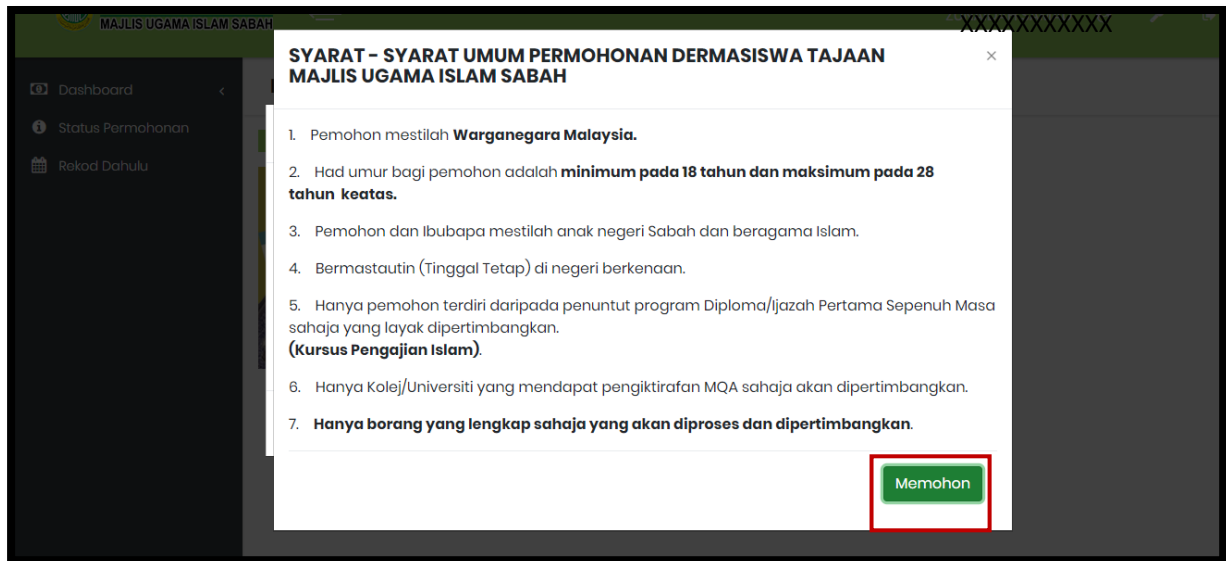 MAJLIS UGAMA ISLAM SABAH
XXXXXXXXXXX
SYARAT - SYARAT UMUM PERMOHONAN DERMASISWA TAJAAN
MAJLIS UGAMA ISLAM SABAH
×
Dashboard
Status Permohonan
Rekod Dahulu
1. Pemohon mestilah Warganegara Malaysia.
2. Had umur bagi pemohon adalah minimum pada 18 tahun dan maksimum pada 28
tahun keatas.
3. Pemohon dan Ibubapa mestilah anak negeri Sabah dan beragama Islam.
4. Bermastautin (Tinggal Tetap) di negeri berkenaan.
5. Hanya pemohon terdiri daripada penuntut program Diploma/Ijazah Pertama Sepenuh Masa
sahaja yang layak dipertimbangkan.
(Kursus Pengajian Islam).
6. Hanya Kolej/Universiti yang mendapat pengiktirafan MQA sahaja akan dipertimbangkan.
7. Hanya borang yang lengkap sahaja yang akan diproses dan dipertimbangkan.
Memohon